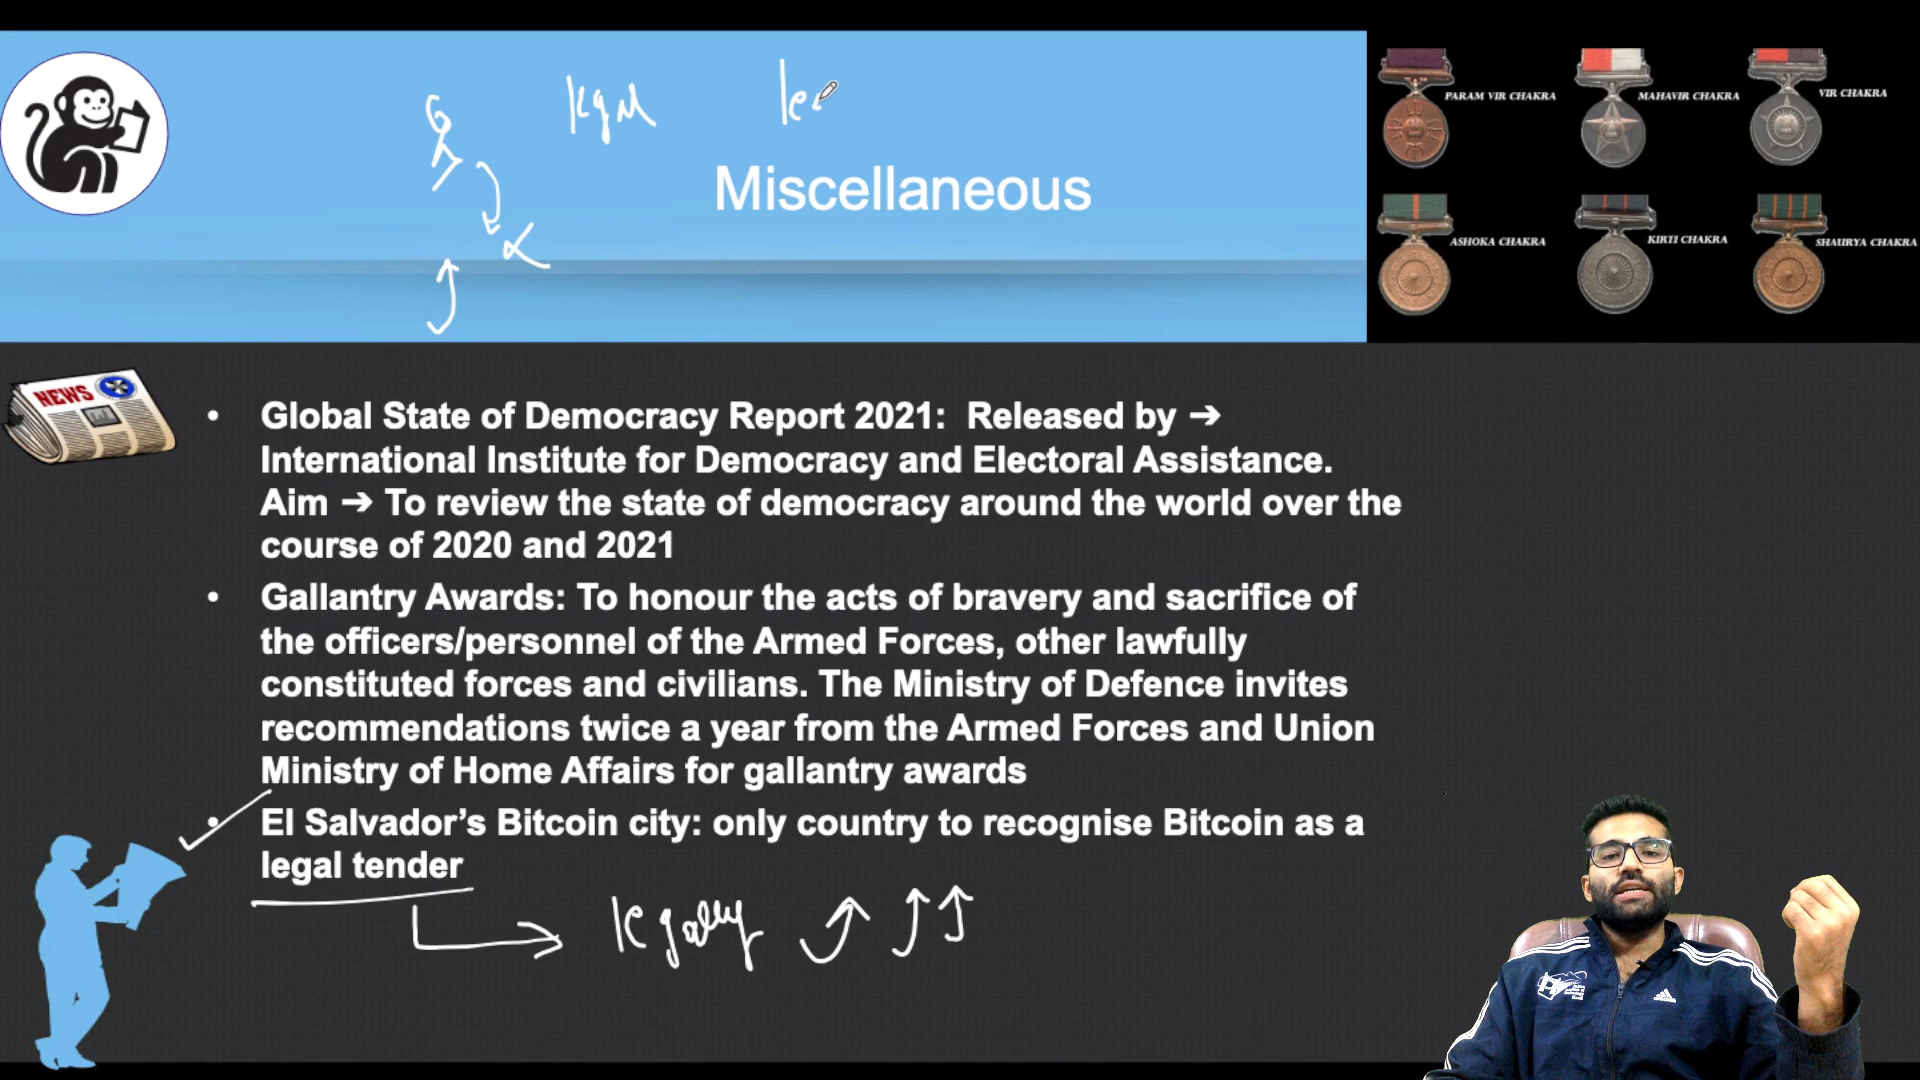 Miscellaneous
PARAM VIR CHAKRA
MAHAVIR CHAKRA
VIR CHAKRA
ASHOKA CHAKRA
KIRTI CHAKRA
SHAURYA CHAKRA
NEWS
• Global State of Democracy Report 2021: Released by ➔
International Institute for Democracy and Electoral Assistance.
Aim ➔ To review the state of democracy around the world over the
course of 2020 and 2021
• Gallantry Awards: To honour the acts of bravery and sacrifice of
the officers/personnel of the Armed Forces, other lawfully
constituted forces and civilians. The Ministry of Defence invites
recommendations twice a year from the Armed Forces and Union
Ministry of Home Affairs for gallantry awards
• El Salvador’s Bitcoin city: only country to recognise Bitcoin as a
legal tender